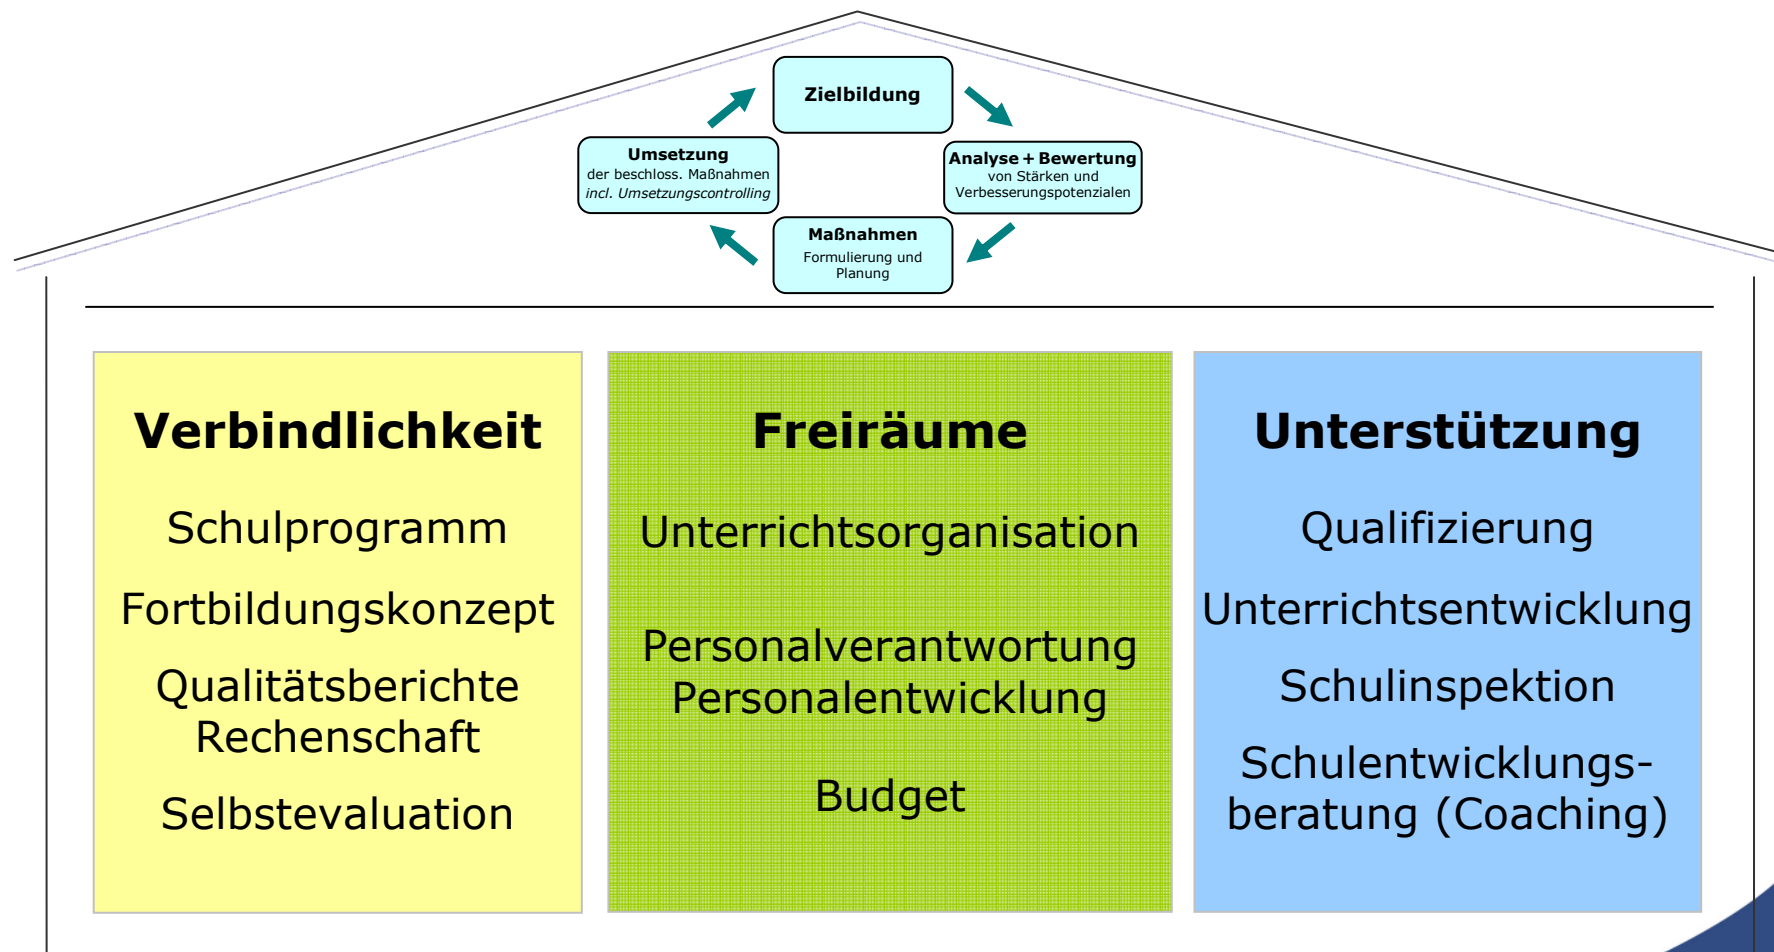 Zielbildung
Umsetzung
der beschloss. Maßnahmen
incl. Umsetzungscontrolling
Analyse + Bewertung
von Stärken und
Verbesserungspotenzialen
Maßnahmen
Formulierung und
Planung
Verbindlichkeit
Schulprogramm
Fortbildungskonzept
Qualitätsberichte
Rechenschaft
Selbstevaluation
Freiräume
Unterrichtsorganisation
Personalverantwortung
Personalentwicklung
Budget
Unterstützung
Qualifizierung
Unterrichtsentwicklung
Schulinspektion
Schulentwicklungs-
beratung (Coaching)